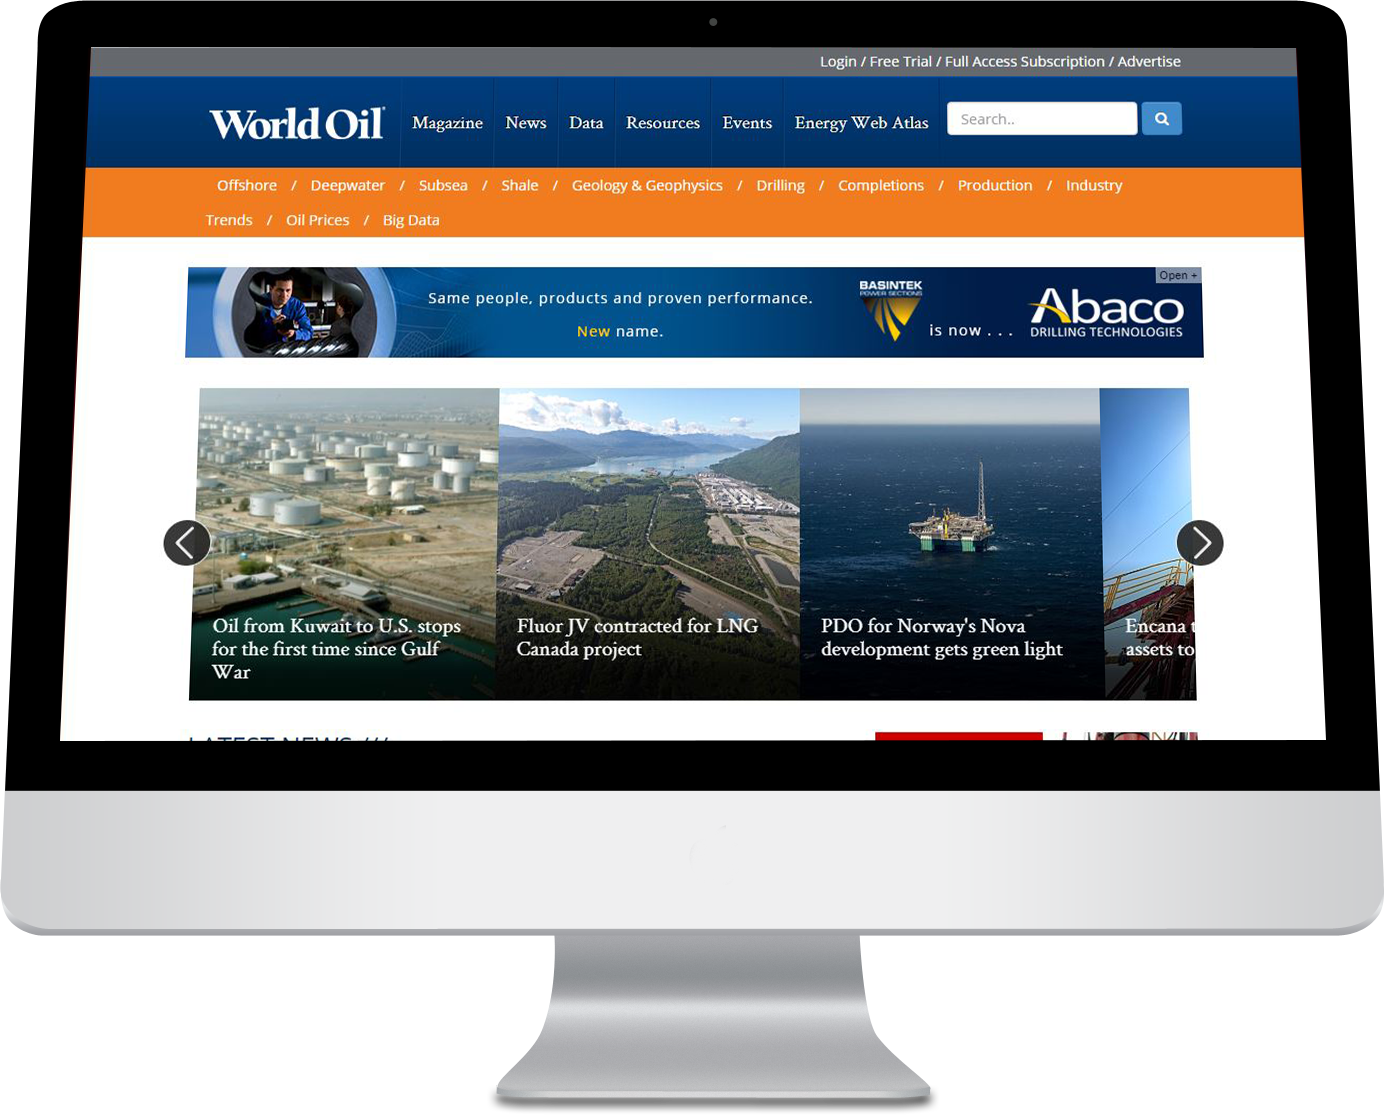 Login / Free Trial / Full Access Subscription / Advertise
World Oil®
Magazine News Data Resources Events Energy Web Atlas
Search..
Offshore / Deepwater / Subsea / Shale / Geology & Geophysics / Drilling / Completions / Production / Industry
Trends / Oil Prices / Big Data
Open +
Same people, products and proven performance.
New name.
BASINTEK
POWER SECTIONS
is now . . .
Abaco
DRILLING TECHNOLOGIES
Oil from Kuwait to U.S. stops
for the first time since Gulf
War
Fluor JV contracted for LNG
Canada project
PDO for Norway's Nova
development gets green light
Encana t
assets to
LATEST NEWS ///